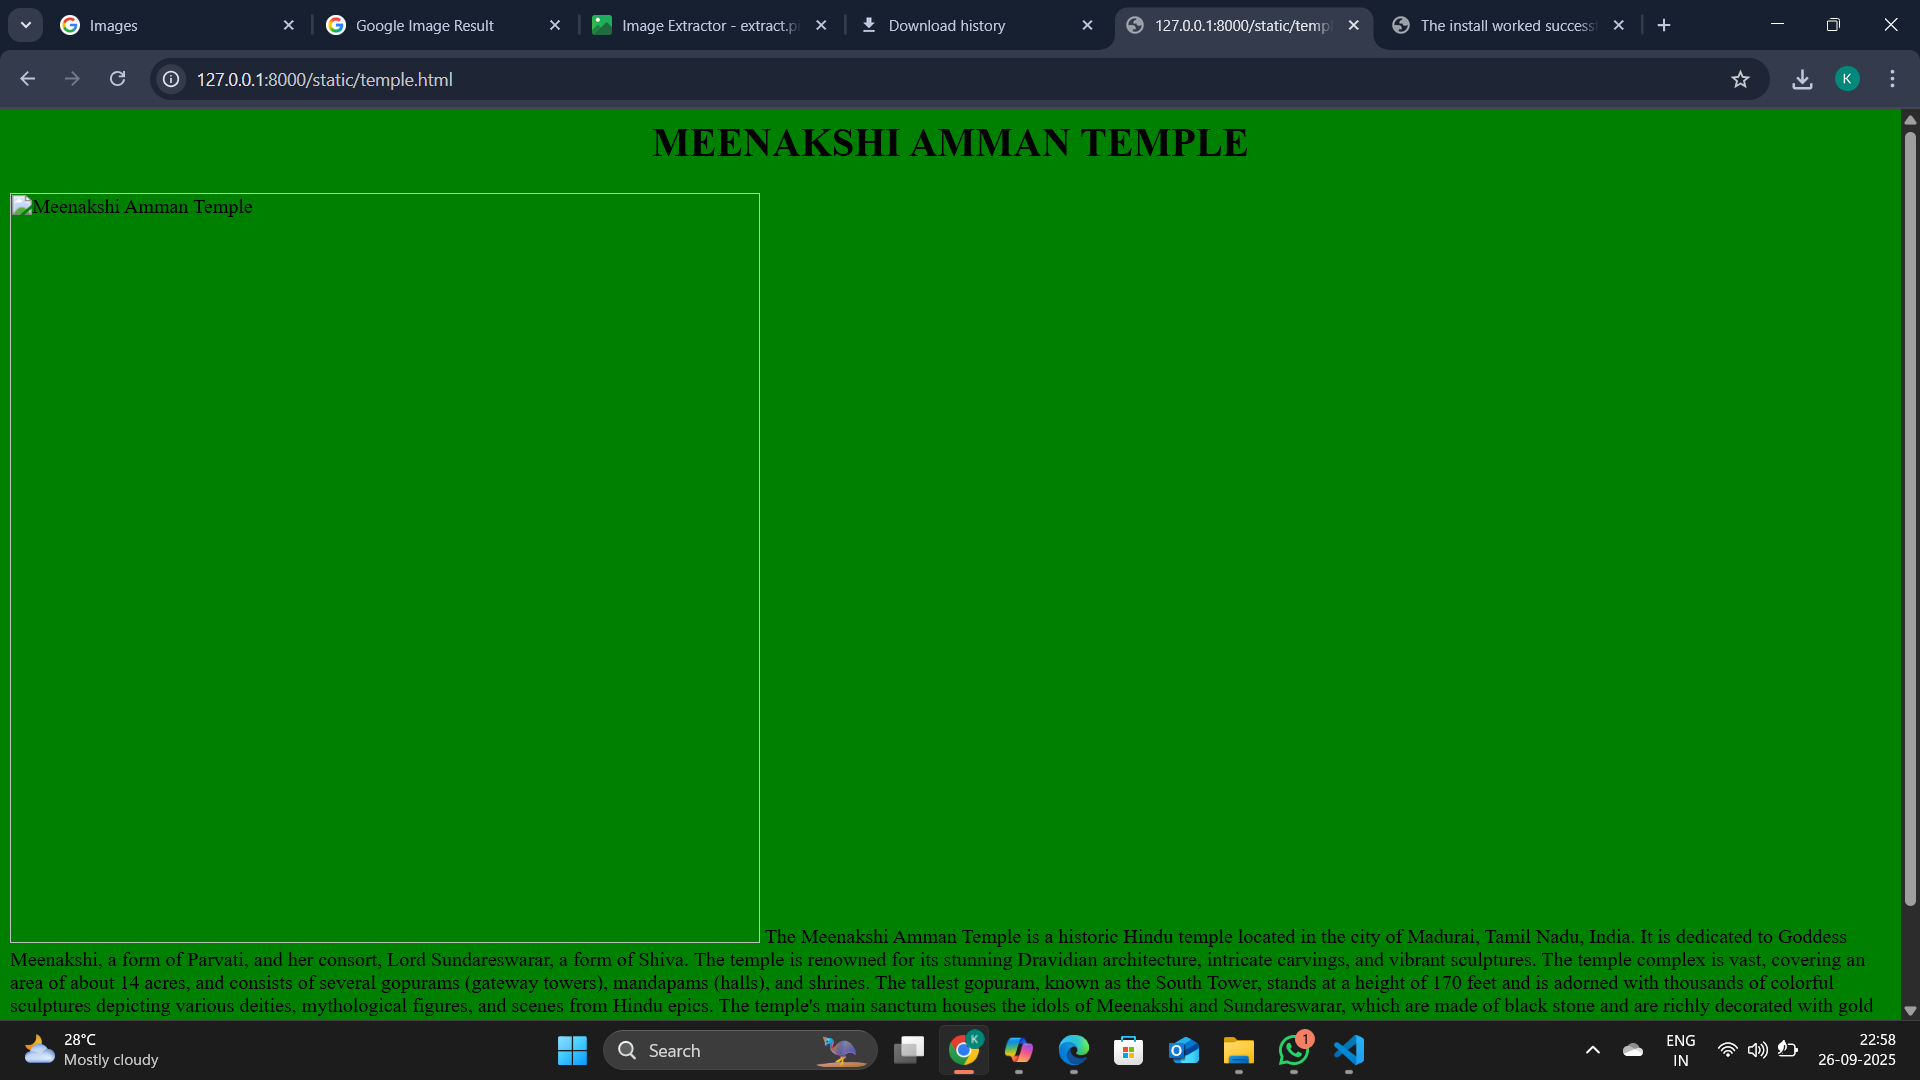 Images
Google Image Result
Image Extractor - extract.pi
Download history
127.0.0.1:8000/static/temp
The install worked success
127.0.0.1:8000/static/temple.html
K
MEENAKSHI AMMAN TEMPLE
Meenakshi Amman Temple
The Meenakshi Amman Temple is a historic Hindu temple located in the city of Madurai, Tamil Nadu, India. It is dedicated to Goddess
Meenakshi, a form of Parvati, and her consort, Lord Sundareswarar, a form of Shiva. The temple is renowned for its stunning Dravidian architecture, intricate carvings, and vibrant sculptures. The temple complex is vast, covering an
area of about 14 acres, and consists of several gopurams (gateway towers), mandapams (halls), and shrines. The tallest gopuram, known as the South Tower, stands at a height of 170 feet and is adorned with thousands of colorful
sculptures depicting various deities, mythological figures, and scenes from Hindu epics. The temple's main sanctum houses the idols of Meenakshi and Sundareswarar, which are made of black stone and are richly decorated with gold
28°C
Mostly cloudy
Search
K
1
ENG
IN
22:58
26-09-2025